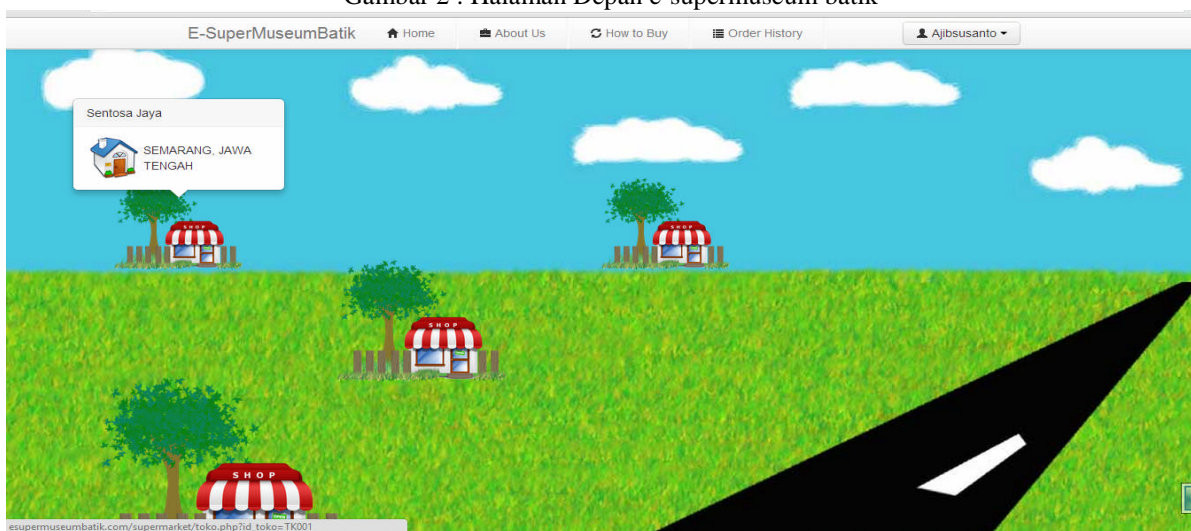 Gambar 2 : Halaman Depan e-supermuseum batik
E-SuperMuseumBatik Home About Us How to Buy Order History Ajibsusanto
Sentosa Jaya
SEMARANG, JAWA
TENGAH
SHOP
SHOP
SHOP
SHOP
esupermuseumbatik.com/supermarket/toko.php?id_toko=TK001